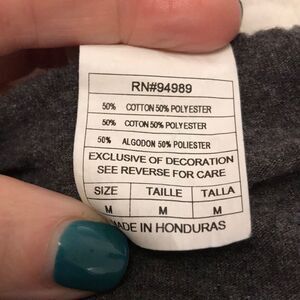 RN#94989
50% COTTON 50% POLYESTER
50% COTON 50% POLYESTER
50% ALGODON 50% POLIESTER
EXCLUSIVE OF DECORATION
SEE REVERSE FOR CARE
SIZE TAILLE TALLA
M M M
MADE IN HONDURAS